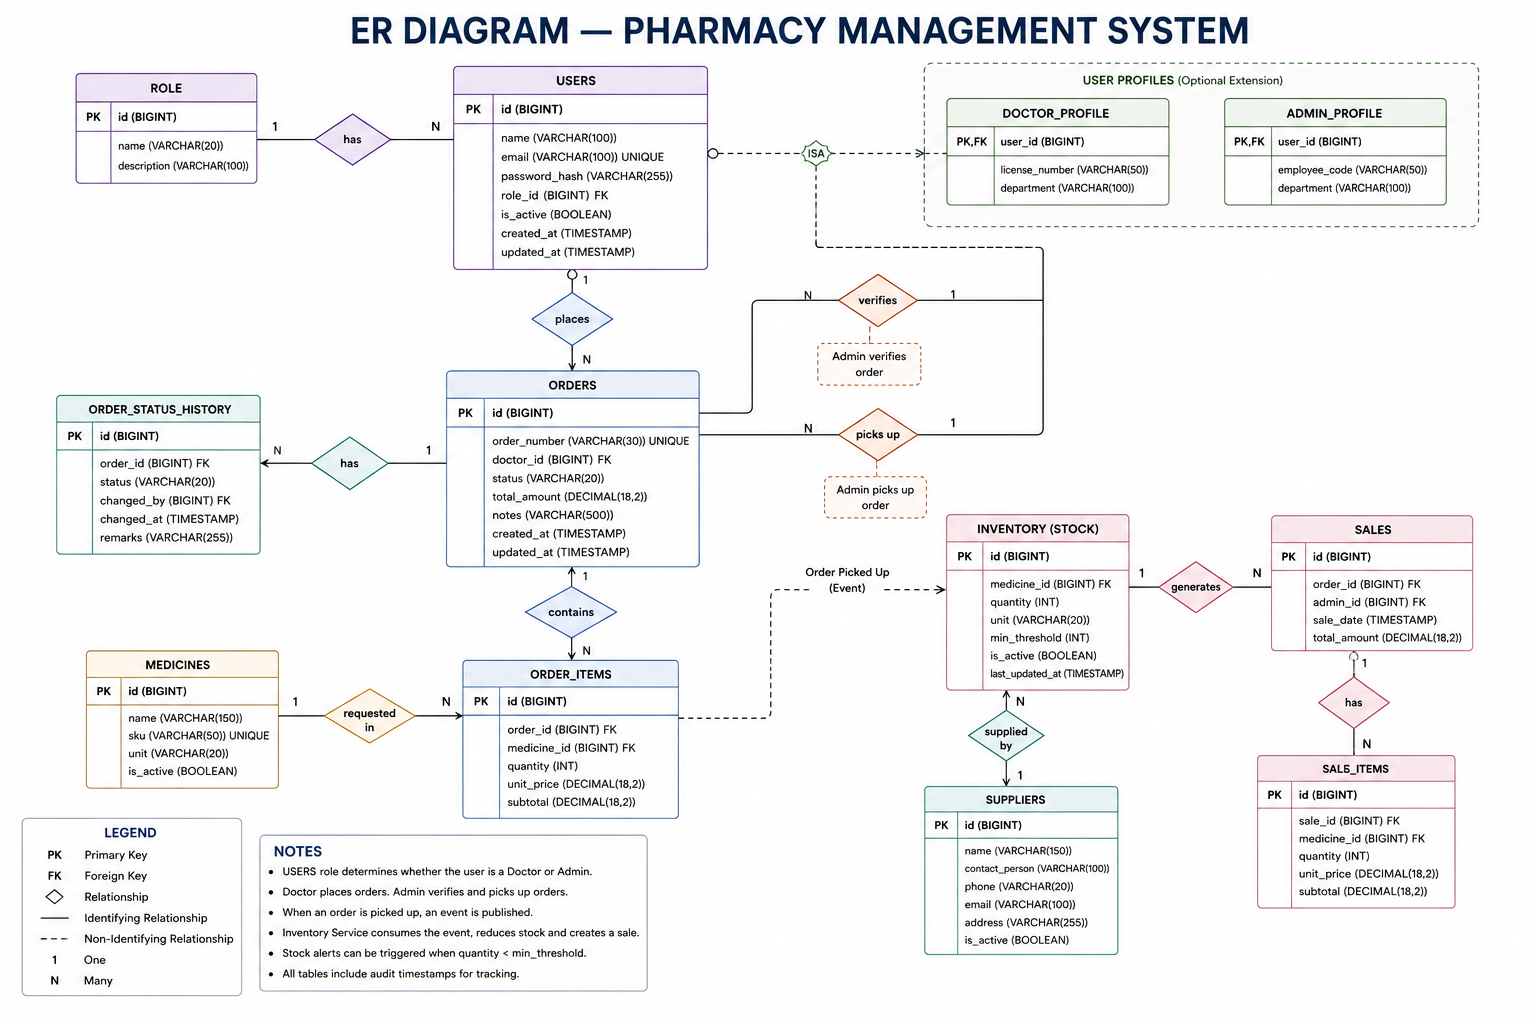 ER DIAGRAM — PHARMACY MANAGEMENT SYSTEM
ROLE
PK id (BIGINT)
name (VARCHAR(20))
description (VARCHAR(100))
1
has
N
USERS
PK id (BIGINT)
name (VARCHAR(100))
email (VARCHAR(100)) UNIQUE
password_hash (VARCHAR(255))
role_id (BIGINT) FK
is_active (BOOLEAN)
created_at (TIMESTAMP)
updated_at (TIMESTAMP)
ISA
USER PROFILES (Optional Extension)
DOCTOR_PROFILE
PK,FK user_id (BIGINT)
license_number (VARCHAR(50))
department (VARCHAR(100))
ADMIN_PROFILE
PK,FK user_id (BIGINT)
employee_code (VARCHAR(50))
department (VARCHAR(100))
1
places
N
N
verifies
1
Admin verifies
order
ORDER_STATUS_HISTORY
PK id (BIGINT)
order_id (BIGINT) FK
status (VARCHAR(20))
changed_by (BIGINT) FK
changed_at (TIMESTAMP)
remarks (VARCHAR(255))
N
has
1
ORDERS
PK id (BIGINT)
order_number (VARCHAR(30)) UNIQUE
doctor_id (BIGINT) FK
status (VARCHAR(20))
total_amount (DECIMAL(18,2))
notes (VARCHAR(500))
created_at (TIMESTAMP)
updated_at (TIMESTAMP)
N
picks up
1
Admin picks up
order
1
contains
N
Order Picked Up
(Event)
INVENTORY (STOCK)
PK id (BIGINT)
medicine_id (BIGINT) FK
quantity (INT)
unit (VARCHAR(20))
min_threshold (INT)
is_active (BOOLEAN)
last_updated_at (TIMESTAMP)
1
generates
N
SALES
PK id (BIGINT)
order_id (BIGINT) FK
admin_id (BIGINT) FK
sale_date (TIMESTAMP)
total_amount (DECIMAL(18,2))
MEDICINES
PK id (BIGINT)
name (VARCHAR(150))
sku (VARCHAR(50)) UNIQUE
unit (VARCHAR(20))
is_active (BOOLEAN)
1
requested
in
N
ORDER_ITEMS
PK id (BIGINT)
order_id (BIGINT) FK
medicine_id (BIGINT) FK
quantity (INT)
unit_price (DECIMAL(18,2))
subtotal (DECIMAL(18,2))
N
supplied
by
1
1
has
N
SUPPLIERS
PK id (BIGINT)
name (VARCHAR(150))
contact_person (VARCHAR(100))
phone (VARCHAR(20))
email (VARCHAR(100))
address (VARCHAR(255))
is_active (BOOLEAN)
SALE_ITEMS
PK id (BIGINT)
sale_id (BIGINT) FK
medicine_id (BIGINT) FK
quantity (INT)
unit_price (DECIMAL(18,2))
subtotal (DECIMAL(18,2))
LEGEND
PK Primary Key
FK Foreign Key
Relationship
Identifying Relationship
Non-Identifying Relationship
1 One
N Many
NOTES
• USERS role determines whether the user is a Doctor or Admin.
• Doctor places orders. Admin verifies and picks up orders.
• When an order is picked up, an event is published.
• Inventory Service consumes the event, reduces stock and creates a sale.
• Stock alerts can be triggered when quantity < min_threshold.
• All tables include audit timestamps for tracking.